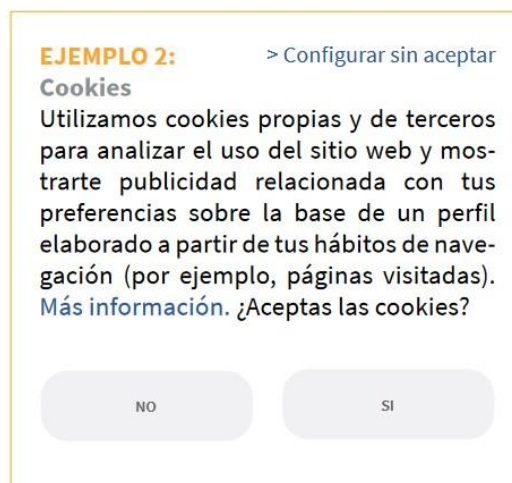 EJEMPLO 2: > Configurar sin aceptar
Cookies
Utilizamos cookies propias y de terceros
para analizar el uso del sitio web y mos-
trarte publicidad relacionada con tus
preferencias sobre la base de un perfil
elaborado a partir de tus hábitos de nave-
gación (por ejemplo, páginas visitadas).
Más información. ¿Aceptas las cookies?
NO SI